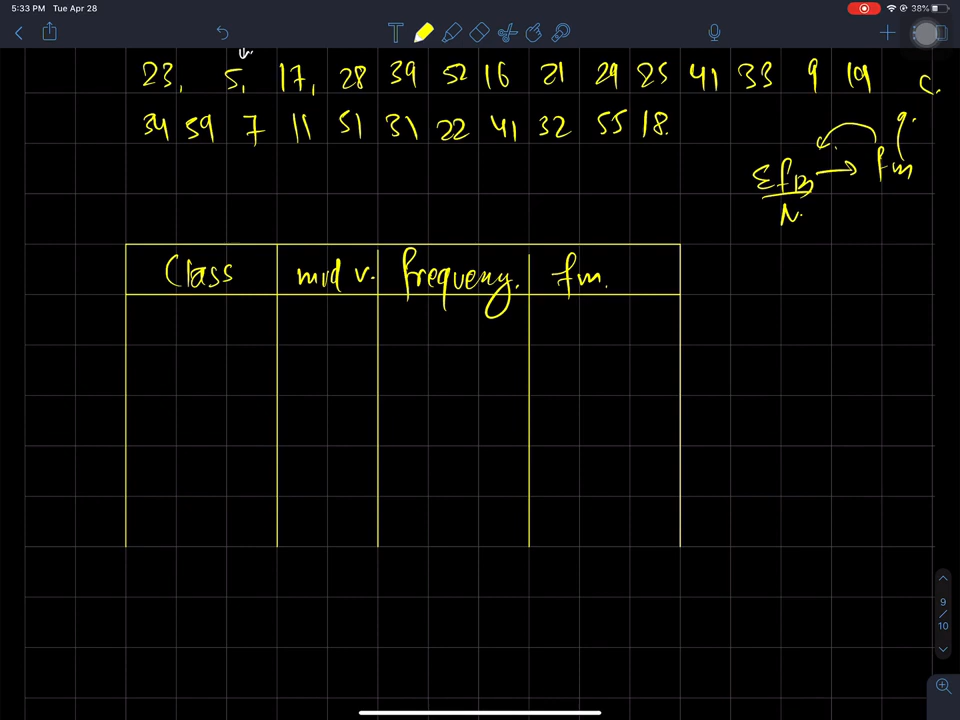 5:33 PM Tue Apr 28 38%
23, 5, 17, 28 39 52 16 21 29 25 41 33 9 19 C.
34 59 7 11 51 31 22 41 32 55 18.
q.
Σfm → fm
N.
Class mid v. frequeny. fm.
9
/
10